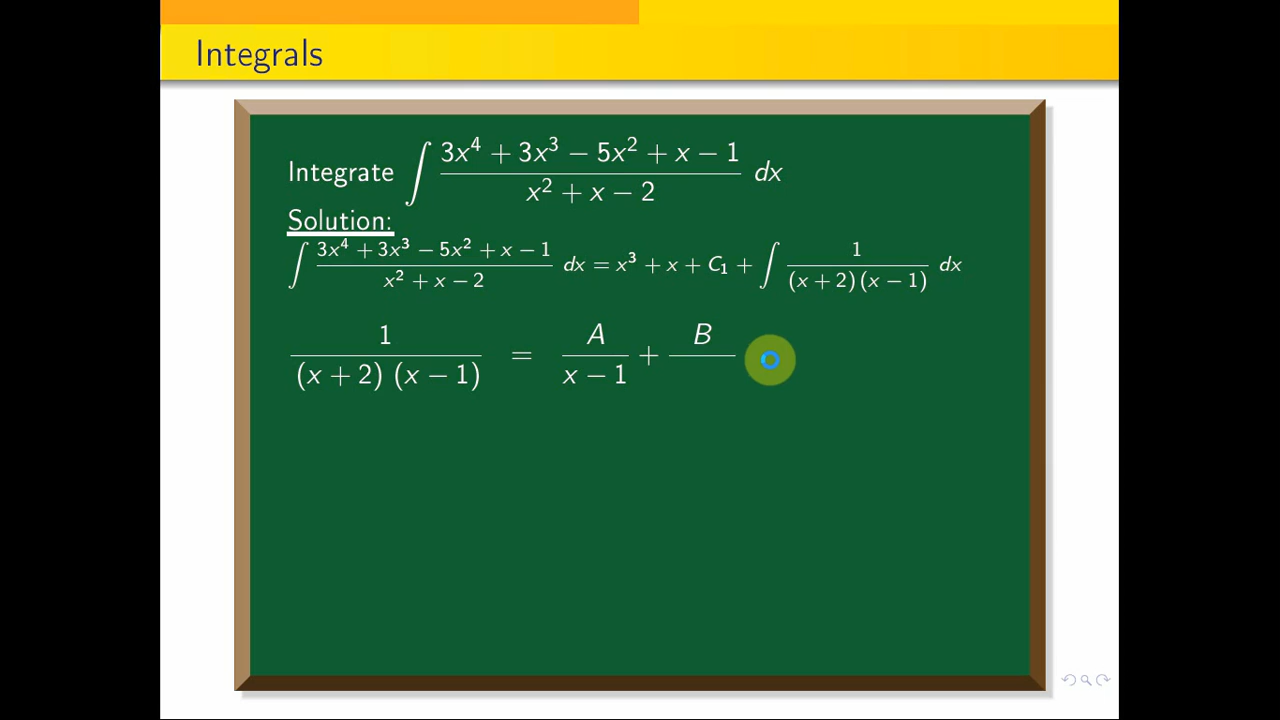 Integrals
Integrate ∫ (3x⁴ + 3x³ − 5x² + x − 1)/(x² + x − 2) dx
Solution:
∫ (3x⁴ + 3x³ − 5x² + x − 1)/(x² + x − 2) dx = x³ + x + C₁ + ∫ 1/((x + 2)(x − 1)) dx
1/((x + 2) (x − 1)) = A/(x − 1) + B/